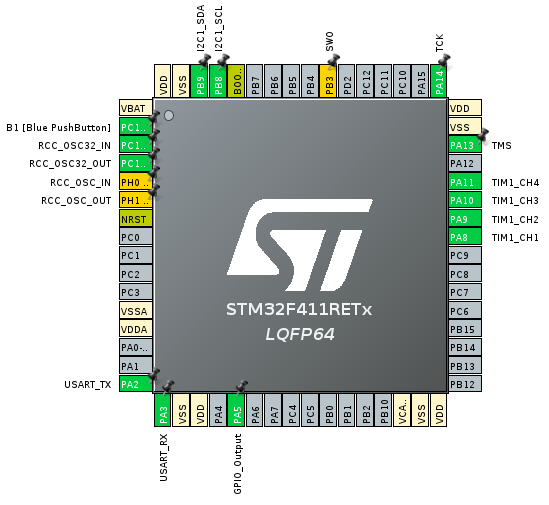 I2C1_SDA
I2C1_SCL
SWO
TCK
VDD
VSS
PB9
PB8
BOO..
PB7
PB6
PB5
PB4
PB3
PD2
PC12
PC11
PC10
PA15
PA14
VBAT
B1 [Blue PushButton] PC1..
RCC_OSC32_IN PC1..
RCC_OSC32_OUT PC1..
RCC_OSC_IN PH0 ..
RCC_OSC_OUT PH1 ..
NRST
PC0
PC1
PC2
PC3
VSSA
VDDA
PA0-..
PA1
USART_TX PA2
STM32F411RETx
LQFP64
VDD
VSS
PA13 TMS
PA12
PA11 TIM1_CH4
PA10 TIM1_CH3
PA9 TIM1_CH2
PA8 TIM1_CH1
PC9
PC8
PC7
PC6
PB15
PB14
PB13
PB12
PA3
VSS
VDD
PA4
PA5
PA6
PA7
PC4
PC5
PB0
PB1
PB2
PB10
VCA..
VSS
VDD
USART_RX
GPIO_Output